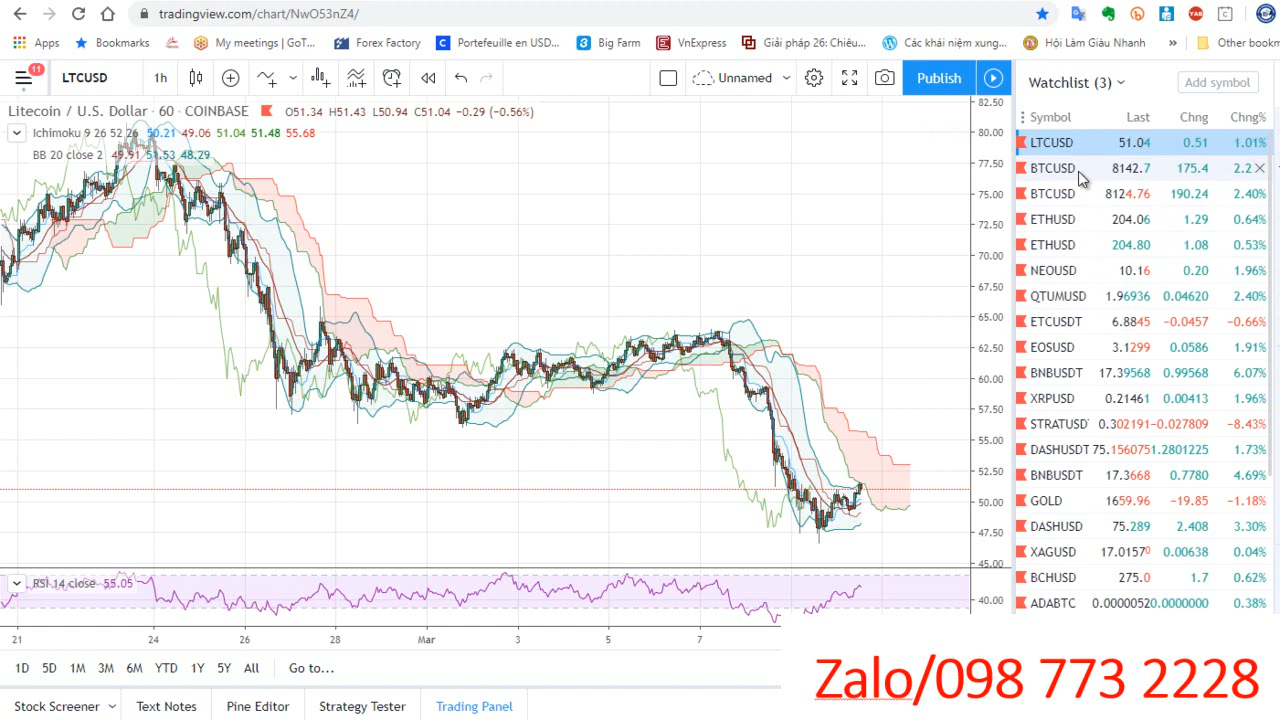 tradingview.com/chart/NwO53nZ4/
Apps Bookmarks My meetings | GoT... Forex Factory Portefeuille en USD... Big Farm VnExpress Giải pháp 26: Chiêu... Các khái niệm xung... Hội Làm Giàu Nhanh » Other bookm
11 LTCUSD 1h Unnamed Publish
Watchlist (3) Add symbol
Litecoin / U.S. Dollar · 60 · COINBASE O51.34 H51.43 L50.94 C51.04 −0.29 (−0.56%)
Ichimoku 9 26 52 26 50.21 49.06 51.04 51.48 55.68
BB 20 close 2 49.91 51.53 48.29
82.50
80.00
77.50
75.00
72.50
70.00
67.50
65.00
62.50
60.00
57.50
55.00
52.50
50.00
47.50
45.00
RSI 14 close 55.05
40.00
21 24 26 28 Mar 3 5 7
Symbol Last Chng Chng%
LTCUSD 51.04 0.51 1.01%
BTCUSD 8142.7 175.4 2.2
BTCUSD 8124.76 190.24 2.40%
ETHUSD 204.06 1.29 0.64%
ETHUSD 204.80 1.08 0.53%
NEOUSD 10.16 0.20 1.96%
QTUMUSD 1.96936 0.04620 2.40%
ETCUSDT 6.8845 −0.0457 −0.66%
EOSUSD 3.1299 0.0586 1.91%
BNBUSDT 17.39568 0.99568 6.07%
XRPUSD 0.21461 0.00413 1.96%
STRATUSD 0.302191 −0.027809 −8.43%
DASHUSDT 75.156075 1.2801225 1.73%
BNBUSDT 17.3668 0.7780 4.69%
GOLD 1659.96 −19.85 −1.18%
DASHUSD 75.289 2.408 3.30%
XAGUSD 17.01570 0.00638 0.04%
BCHUSD 275.0 1.7 0.62%
ADABTC 0.0000052 0.0000000 0.38%
1D 5D 1M 3M 6M YTD 1Y 5Y All Go to...
Stock Screener Text Notes Pine Editor Strategy Tester Trading Panel
Zalo/098 773 2228